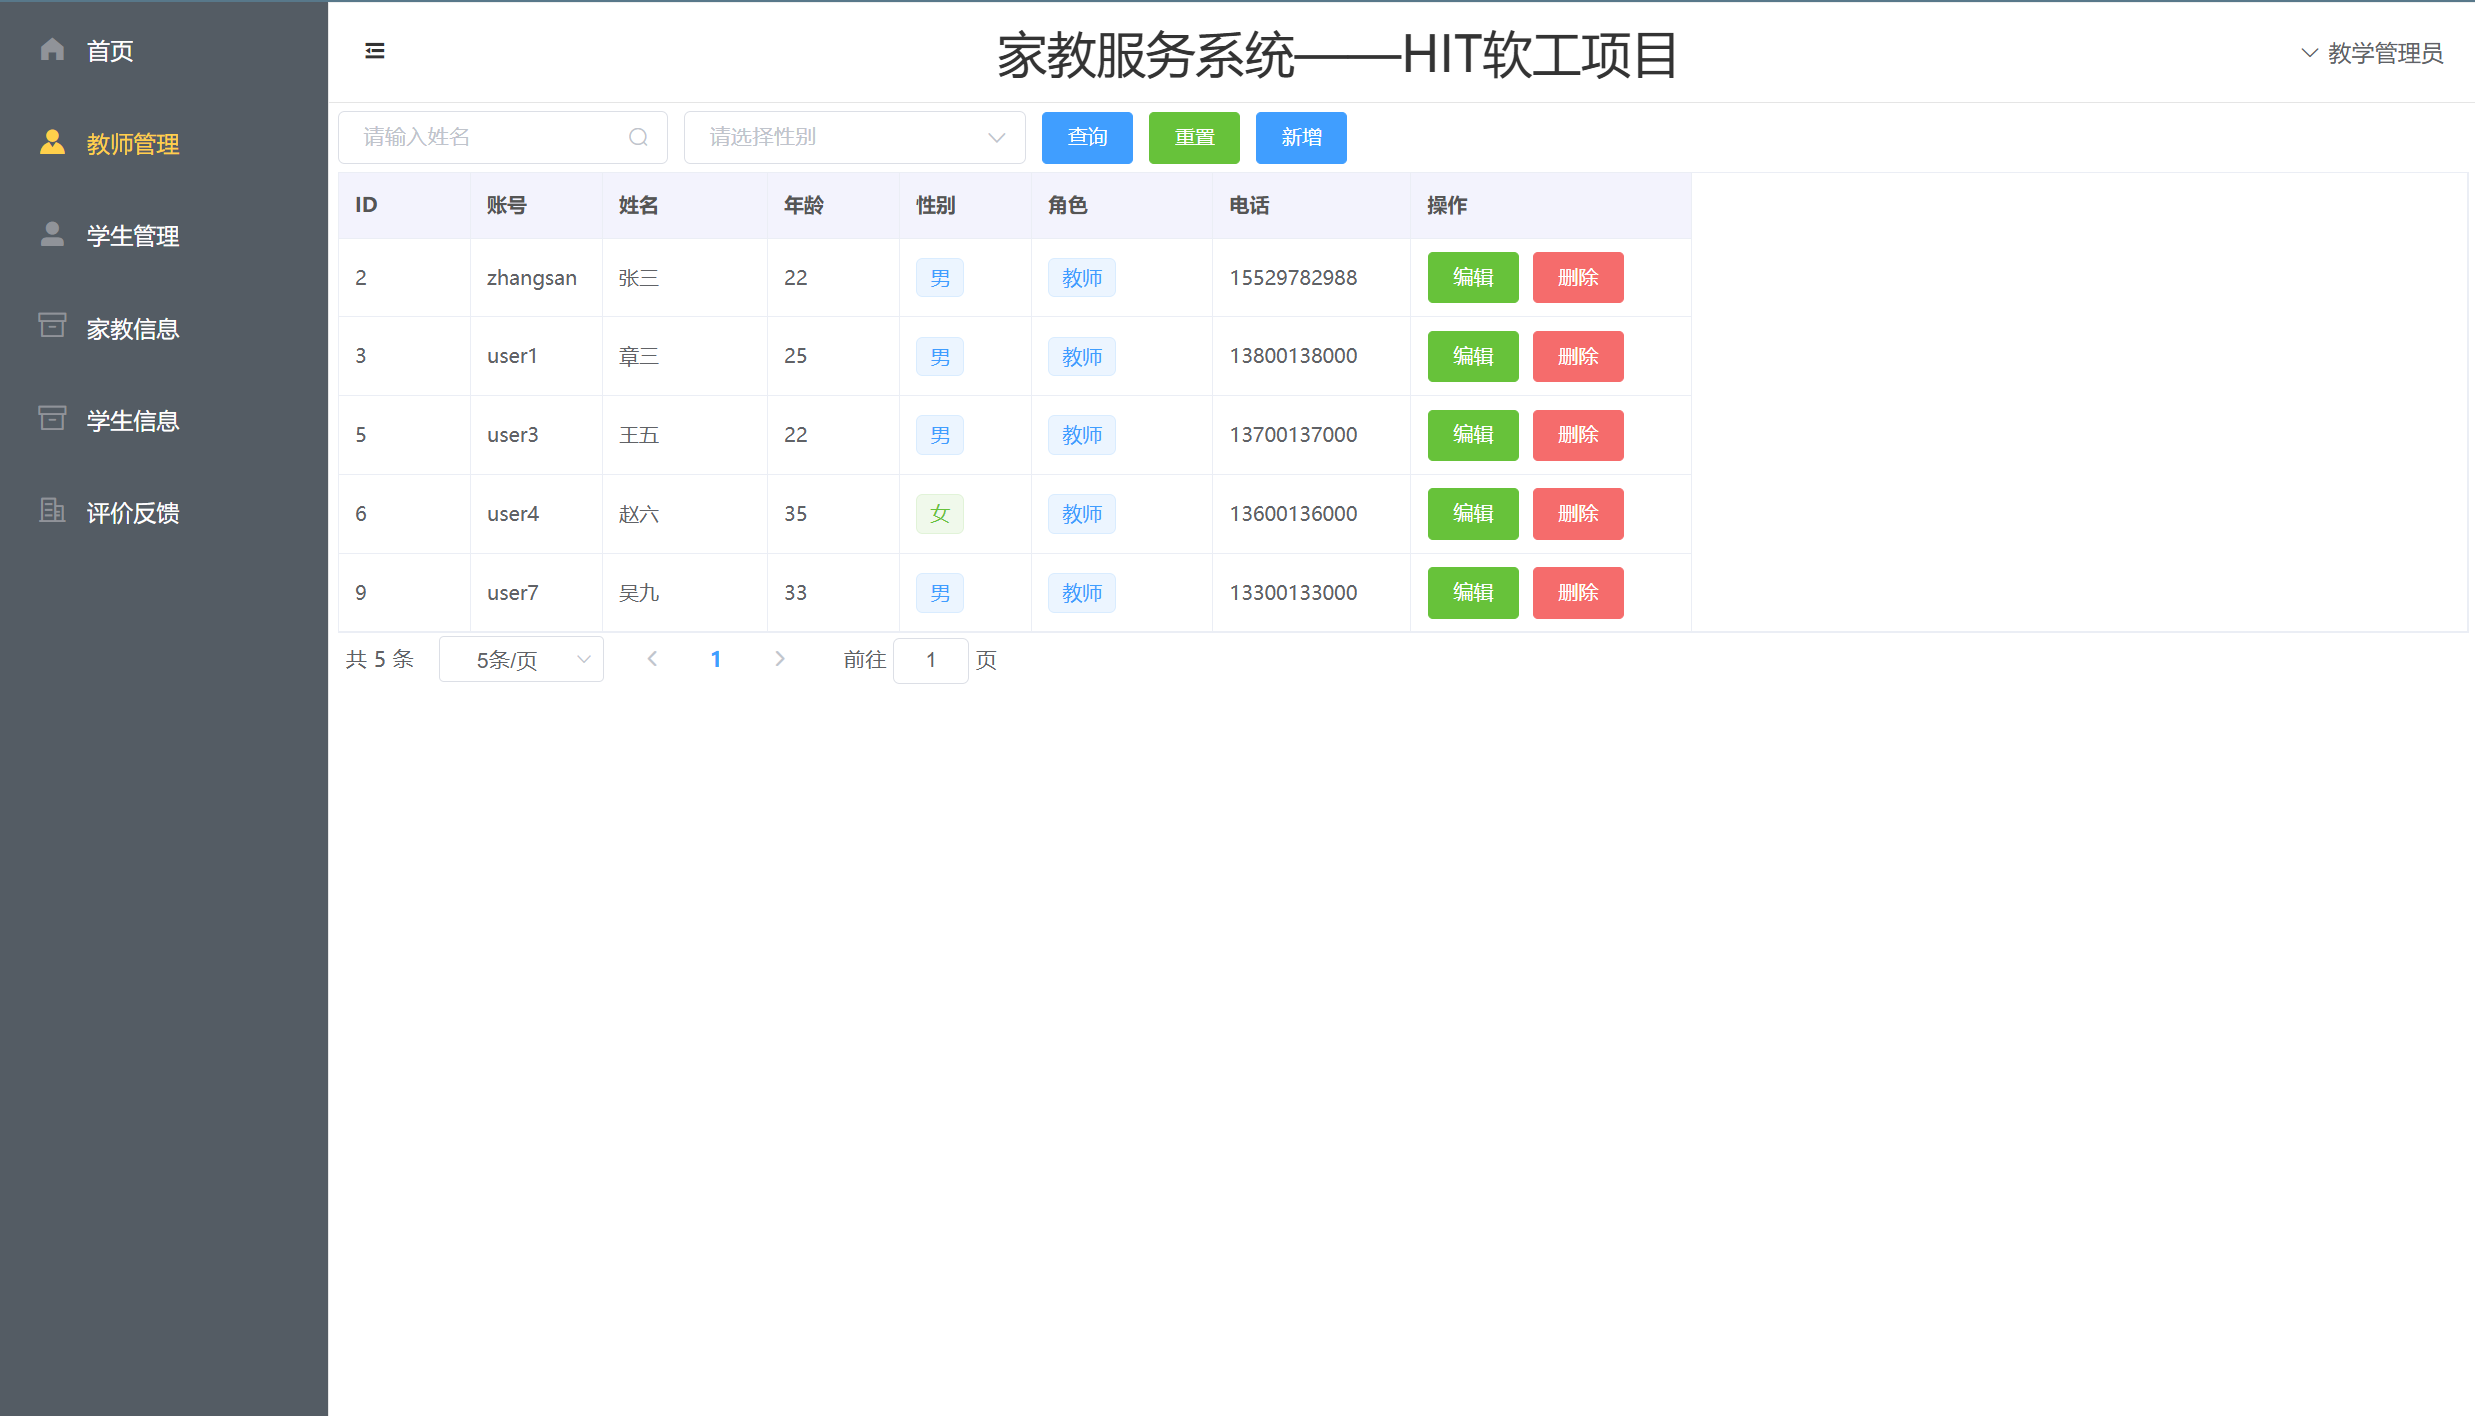 首页
教师管理
学生管理
家教信息
学生信息
评价反馈
家教服务系统——HIT软工项目
教学管理员
请输入姓名 请选择性别 查询 重置 新增
ID 账号 姓名 年龄 性别 角色 电话 操作
2 zhangsan 张三 22 男 教师 15529782988 编辑 删除
3 user1 章三 25 男 教师 13800138000 编辑 删除
5 user3 王五 22 男 教师 13700137000 编辑 删除
6 user4 赵六 35 女 教师 13600136000 编辑 删除
9 user7 吴九 33 男 教师 13300133000 编辑 删除
共 5 条 5条/页 1 前往 1 页